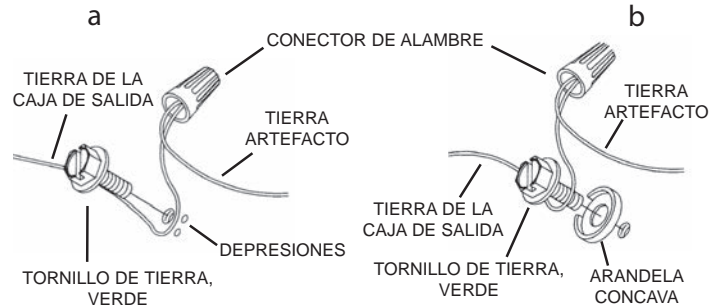 a
b
CONECTOR DE ALAMBRE
TIERRA DE LA
CAJA DE SALIDA
TIERRA
ARTEFACTO
DEPRESIONES
TORNILLO DE TIERRA,
VERDE
TIERRA
ARTEFACTO
TIERRA DE LA
CAJA DE SALIDA
TORNILLO DE TIERRA,
VERDE
ARANDELA
CONCAVA